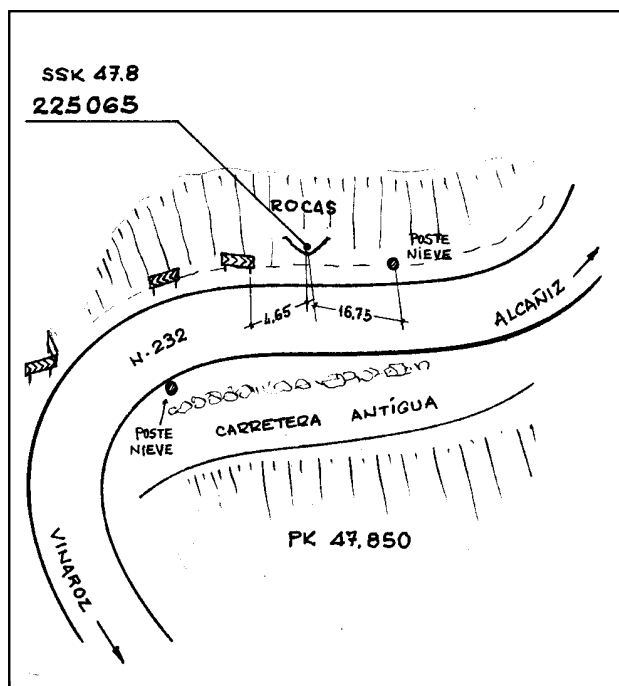 SSK 47.8
225065
ROCAS
POSTE
NIEVE
4,65
16,75
ALCAÑIZ
N-232
POSTE
NIEVE
CARRETERA ANTÍGUA
PK 47,850
VINAROZ